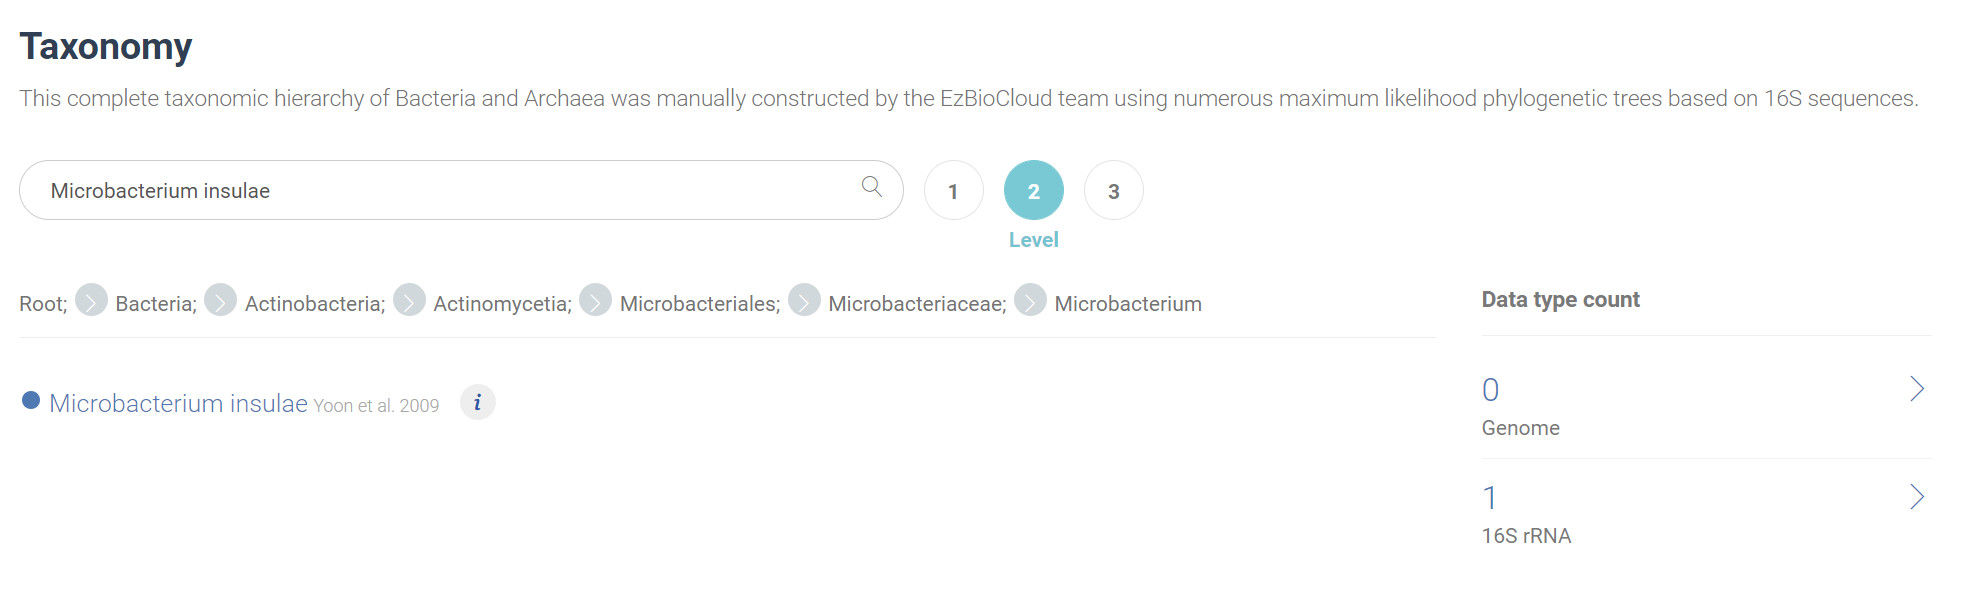 Taxonomy
This complete taxonomic hierarchy of Bacteria and Archaea was manually constructed by the EzBioCloud team using numerous maximum likelihood phylogenetic trees based on 16S sequences.
Microbacterium insulae
1 2 3
Level
Root; Bacteria; Actinobacteria; Actinomycetia; Microbacteriales; Microbacteriaceae; Microbacterium
Microbacterium insulae Yoon et al. 2009 i
Data type count
0
Genome
1
16S rRNA